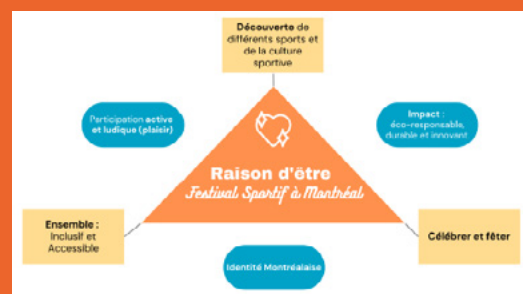 Découverte de
différents sports et
de la culture
sportive
Participation active
et ludique (plaisir)
Impact :
éco-responsable,
durable et innovant
Raison d'être
Festival Sportif à Montréal
Ensemble :
Inclusif et
Accessible
Célébrer et fêter
Identité Montréalaise